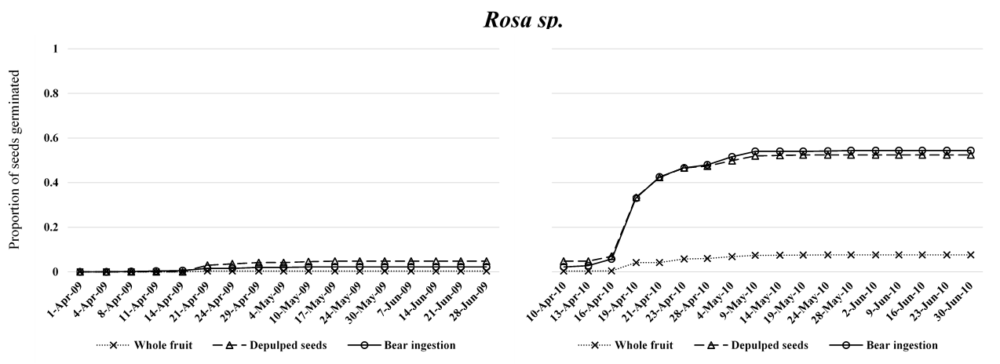 Rosa sp.
Proportion of seeds germinated
1
0.8
0.6
0.4
0.2
0
1-Apr-09
4-Apr-09
8-Apr-09
11-Apr-09
14-Apr-09
21-Apr-09
24-Apr-09
29-Apr-09
4-May-09
10-May-09
17-May-09
24-May-09
30-May-09
7-Jun-09
14-Jun-09
21-Jun-09
28-Jun-09
Whole fruit Depulped seeds Bear ingestion
10-Apr-10
13-Apr-10
16-Apr-10
19-Apr-10
21-Apr-10
23-Apr-10
28-Apr-10
4-May-10
9-May-10
14-May-10
19-May-10
24-May-10
28-May-10
2-Jun-10
9-Jun-10
16-Jun-10
23-Jun-10
30-Jun-10
Whole fruit Depulped seeds Bear ingestion